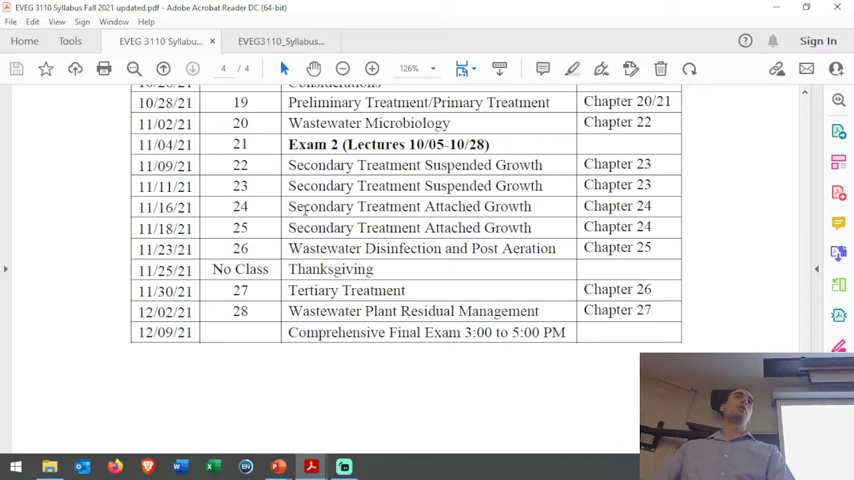 EVEG 3110 Syllabus Fall 2021 updated.pdf - Adobe Acrobat Reader DC (64-bit)
File Edit View Sign Window Help
Home Tools EVEG 3110 Syllabu... × EVEG3110_Syllabus... Sign In
4 / 4 126%
Considerations
10/28/21 19 Preliminary Treatment/Primary Treatment Chapter 20/21
11/02/21 20 Wastewater Microbiology Chapter 22
11/04/21 21 Exam 2 (Lectures 10/05-10/28)
11/09/21 22 Secondary Treatment Suspended Growth Chapter 23
11/11/21 23 Secondary Treatment Suspended Growth Chapter 23
11/16/21 24 Secondary Treatment Attached Growth Chapter 24
11/18/21 25 Secondary Treatment Attached Growth Chapter 24
11/23/21 26 Wastewater Disinfection and Post Aeration Chapter 25
11/25/21 No Class Thanksgiving
11/30/21 27 Tertiary Treatment Chapter 26
12/02/21 28 Wastewater Plant Residual Management Chapter 27
12/09/21 Comprehensive Final Exam 3:00 to 5:00 PM